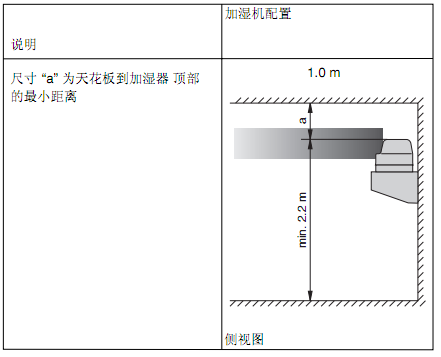 加湿机配置
说明
尺寸 “a” 为天花板到加湿器 顶部
的最小距离
1.0 m
a
min. 2.2 m
侧视图